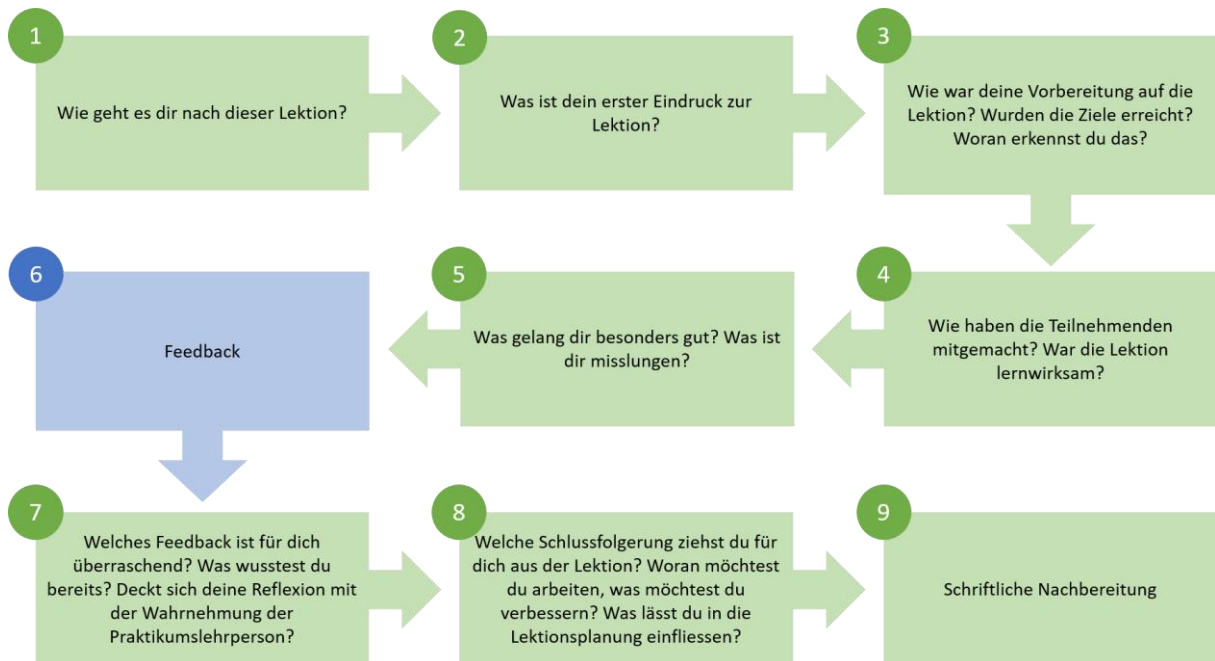 1
Wie geht es dir nach dieser Lektion?
2
Was ist dein erster Eindruck zur
Lektion?
3
Wie war deine Vorbereitung auf die
Lektion? Wurden die Ziele erreicht?
Woran erkennst du das?
4
Wie haben die Teilnehmenden
mitgemacht? War die Lektion
lernwirksam?
5
Was gelang dir besonders gut? Was ist
dir misslungen?
6
Feedback
7
Welches Feedback ist für dich
überraschend? Was wusstest du
bereits? Deckt sich deine Reflexion mit
der Wahrnehmung der
Praktikumslehrperson?
8
Welche Schlussfolgerung ziehst du für
dich aus der Lektion? Woran möchtest
du arbeiten, was möchtest du
verbessern? Was lässt du in die
Lektionsplanung einfliessen?
9
Schriftliche Nachbereitung